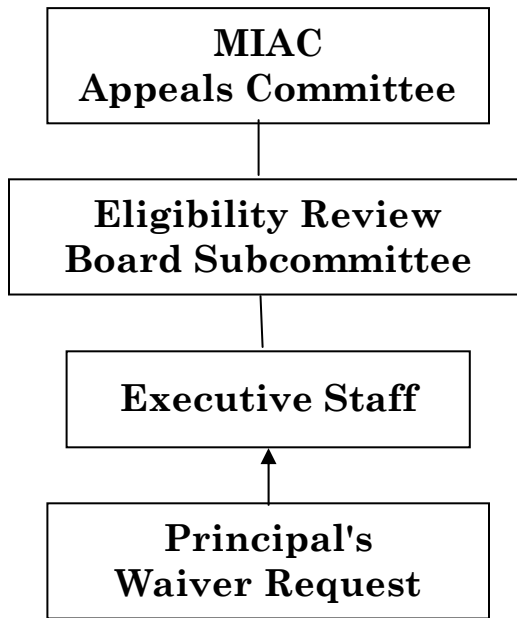 MIAC
Appeals Committee
Eligibility Review
Board Subcommittee
Executive Staff
Principal's
Waiver Request